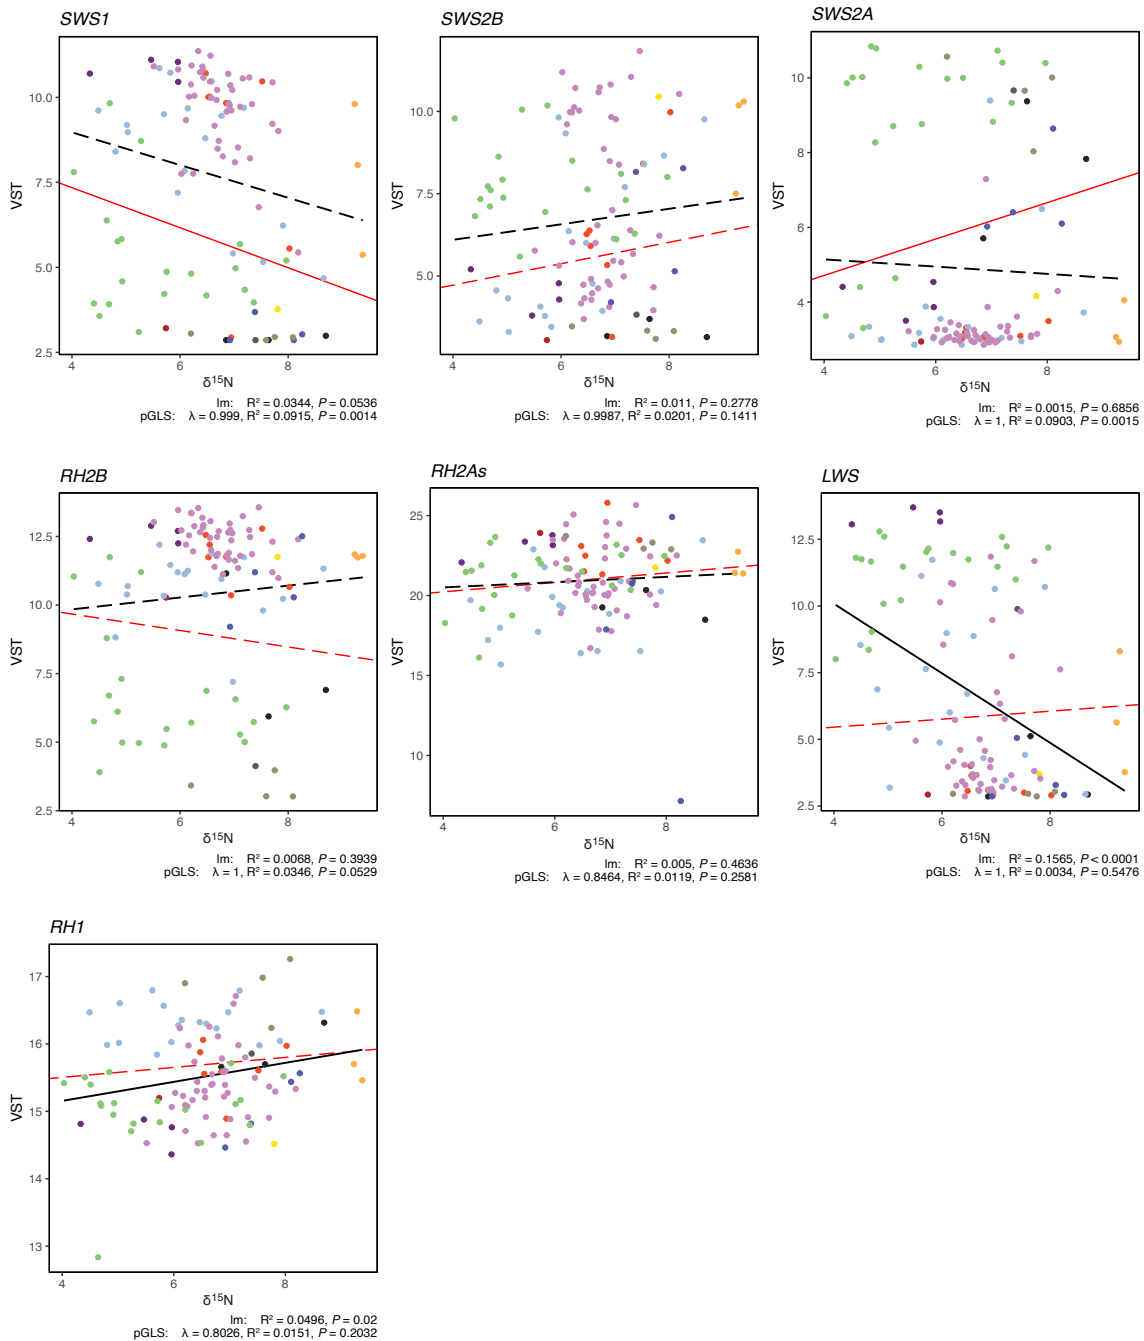 SWS1
VST
10.0
7.5
5.0
2.5
4 6 8
δ¹⁵N
lm: R² = 0.0344, P = 0.0536
pGLS: λ = 0.999, R² = 0.0915, P = 0.0014
SWS2B
VST
10.0
7.5
5.0
4 6 8
δ¹⁵N
lm: R² = 0.011, P = 0.2778
pGLS: λ = 0.9987, R² = 0.0201, P = 0.1411
SWS2A
VST
10
8
6
4
4 6 8
δ¹⁵N
lm: R² = 0.0015, P = 0.6856
pGLS: λ = 1, R² = 0.0903, P = 0.0015
RH2B
VST
12.5
10.0
7.5
5.0
2.5
4 6 8
δ¹⁵N
lm: R² = 0.0068, P = 0.3939
pGLS: λ = 1, R² = 0.0346, P = 0.0529
RH2As
VST
25
20
15
10
4 6 8
δ¹⁵N
lm: R² = 0.005, P = 0.4636
pGLS: λ = 0.8464, R² = 0.0119, P = 0.2581
LWS
VST
12.5
10.0
7.5
5.0
2.5
4 6 8
δ¹⁵N
lm: R² = 0.1565, P < 0.0001
pGLS: λ = 1, R² = 0.0034, P = 0.5476
RH1
VST
17
16
15
14
13
4 6 8
δ¹⁵N
lm: R² = 0.0496, P = 0.02
pGLS: λ = 0.8026, R² = 0.0151, P = 0.2032